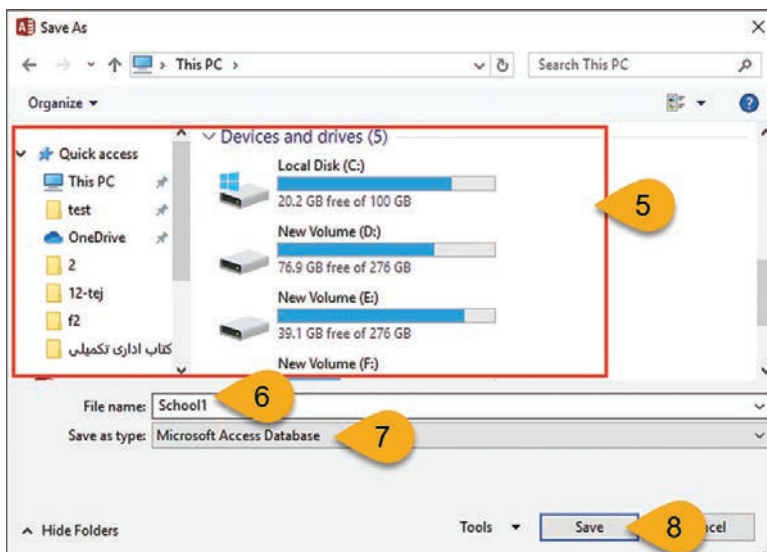 Save As
This PC
Search This PC
Organize
Quick access
This PC
test
OneDrive
2
12-tej
f2
کتاب اداری تکمیلی
Devices and drives (5)
Local Disk (C:)
20.2 GB free of 100 GB
New Volume (D:)
76.9 GB free of 276 GB
New Volume (E:)
39.1 GB free of 276 GB
New Volume (F:)
5
File name: School1
6
Save as type: Microsoft Access Database
7
Hide Folders
Tools
Save
8
ncel